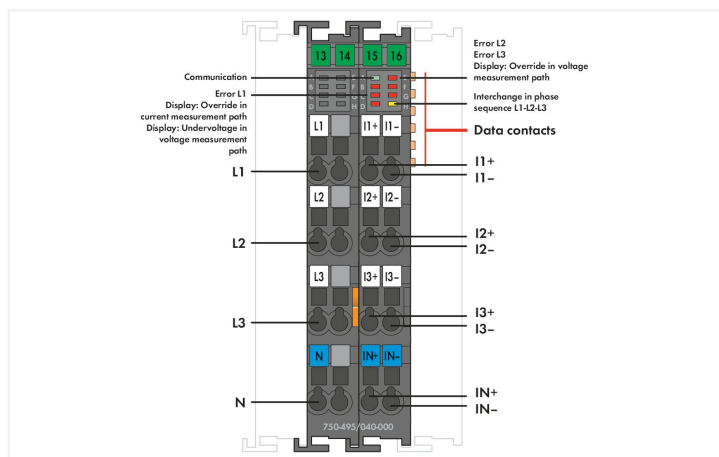 13 14 15 16
Communication
Error L1
Display: Override in
current measurement path
Display: Undervoltage in
voltage measurement
path
Error L2
Error L3
Display: Override in voltage
measurement path
Interchange in phase
sequence L1-L2-L3
Data contacts
A E A E
B F B F
C G C G
D H D H
L1 I1+ I1–
L1
I1+
I1–
L2 I2+ I2–
L2
I2+
I2–
L3 I3+ I3–
L3
I3+
I3–
N IN+ IN–
N
IN+
IN–
750-495/040-000